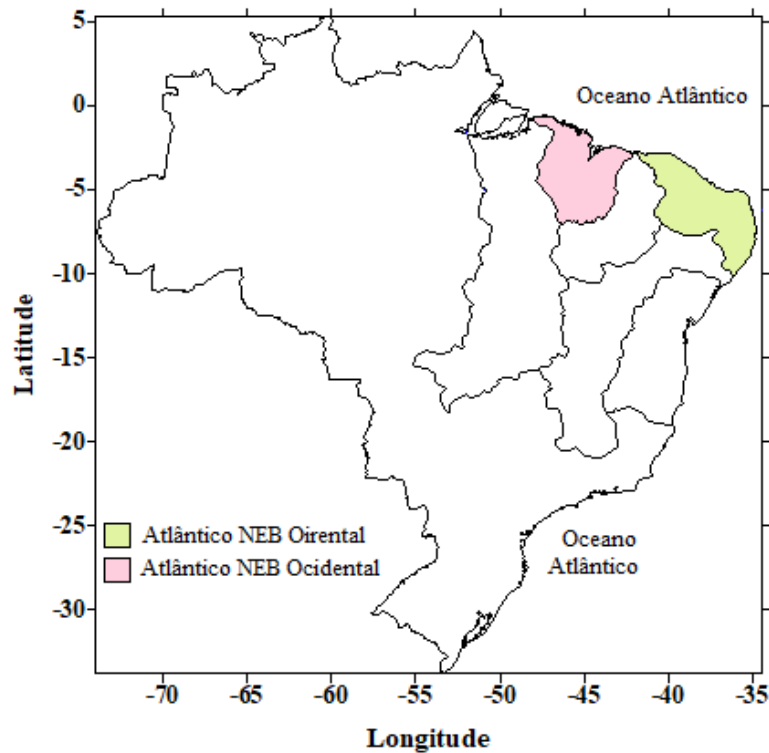 5
0
-5
-10
-15
-20
-25
-30
Latitude
Oceano Atlântico
Oceano
Atlântico
Atlântico NEB Oirental
Atlântico NEB Ocidental
-70 -65 -60 -55 -50 -45 -40 -35
Longitude